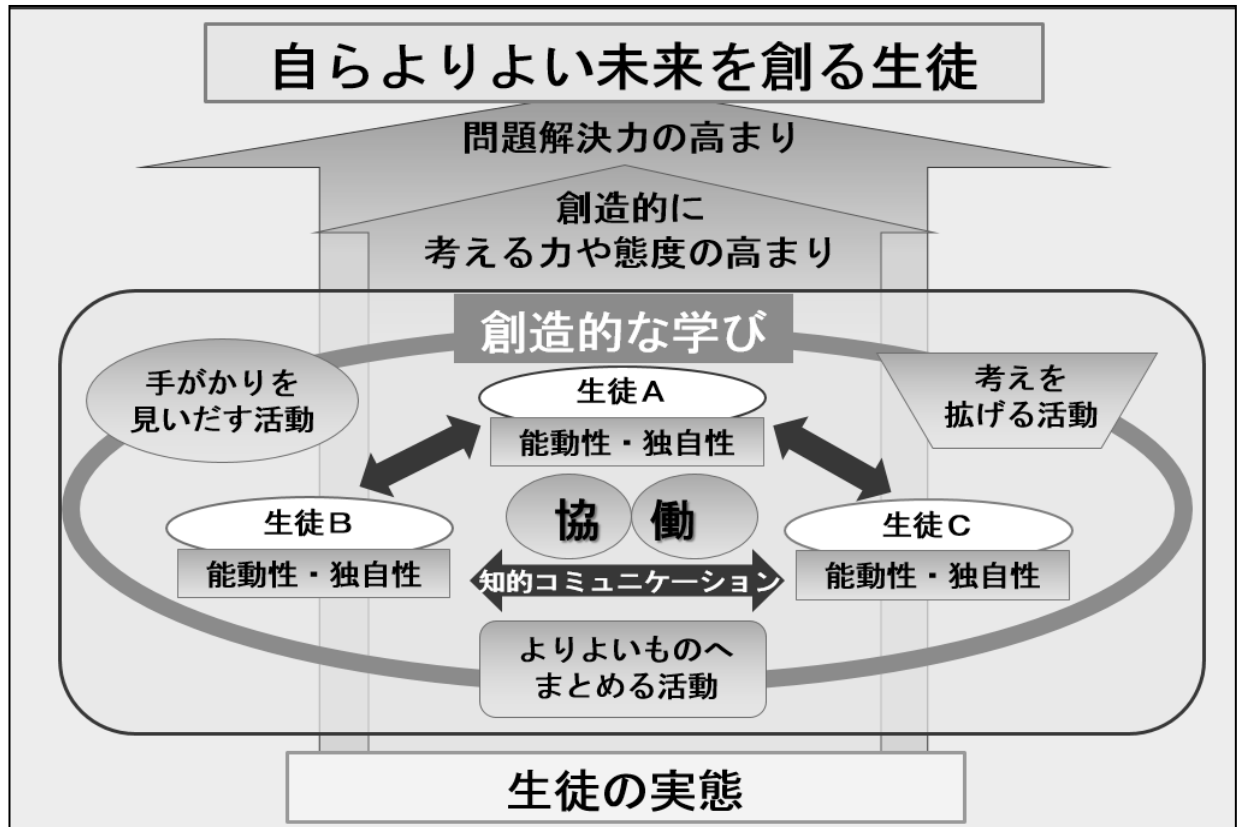 自らよりよい未来を創る生徒
問題解決力の高まり
創造的に
考える力や態度の高まり
創造的な学び
手がかりを
見いだす活動
生徒A
能動性・独自性
考えを
拡げる活動
協働
生徒B
能動性・独自性
生徒C
能動性・独自性
知的コミュニケーション
よりよいものへ
まとめる活動
生徒の実態